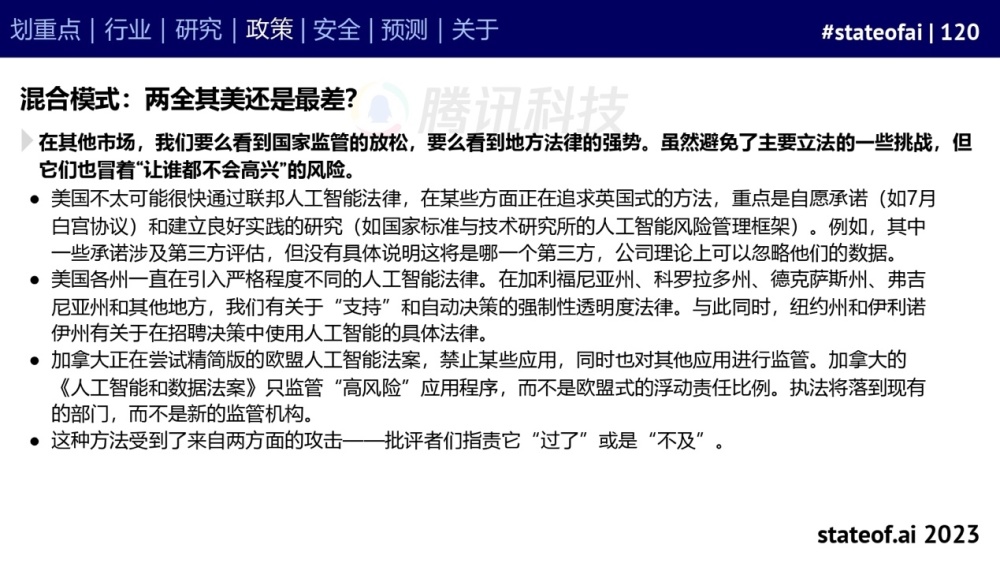 划重点 | 行业 | 研究 | 政策 | 安全 | 预测 | 关于
#stateofai | 120
混合模式：两全其美还是最差？
腾讯科技
在其他市场，我们要么看到国家监管的放松，要么看到地方法律的强势。虽然避免了主要立法的一些挑战，但
它们也冒着“让谁都不会高兴”的风险。
● 美国不太可能很快通过联邦人工智能法律，在某些方面正在追求英国式的方法，重点是自愿承诺（如7月
白宫协议）和建立良好实践的研究（如国家标准与技术研究所的人工智能风险管理框架）。例如，其中
一些承诺涉及第三方评估，但没有具体说明这将是哪一个第三方，公司理论上可以忽略他们的数据。
● 美国各州一直在引入严格程度不同的人工智能法律。在加利福尼亚州、科罗拉多州、德克萨斯州、弗吉
尼亚州和其他地方，我们有关于“支持”和自动决策的强制性透明度法律。与此同时，纽约州和伊利诺
伊州有关于在招聘决策中使用人工智能的具体法律。
● 加拿大正在尝试精简版的欧盟人工智能法案，禁止某些应用，同时也对其他应用进行监管。加拿大的
《人工智能和数据法案》只监管“高风险”应用程序，而不是欧盟式的浮动责任比例。执法将落到现有
的部门，而不是新的监管机构。
● 这种方法受到了来自两方面的攻击——批评者们指责它“过了”或是“不及”。
stateof.ai 2023